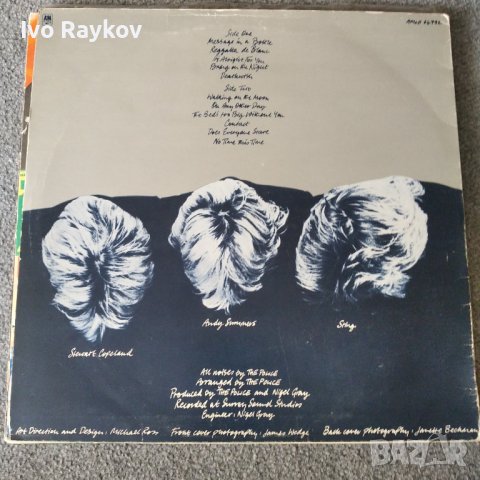 Ivo Raykov
Side One
Message in a Bottle
Reggatta de Blanc
It's Alright For You
Bring on the Night
Deathwish
Side Two
Walking on the Moon
On Any Other Day
The Bed's Too Big Without You
Contact
Does Everyone Stare
No Time This Time
Andy Summers
Sting
Stewart Copeland
All noises by THE POLICE
Arranged by THE POLICE
Produced by THE POLICE and Nigel Gray
Recorded at Surrey Sound Studios
Engineer: Nigel Gray
Art Direction and Design: Michael Ross Front cover photography: James Wedge Back cover photography: Janette Beckman
bazar